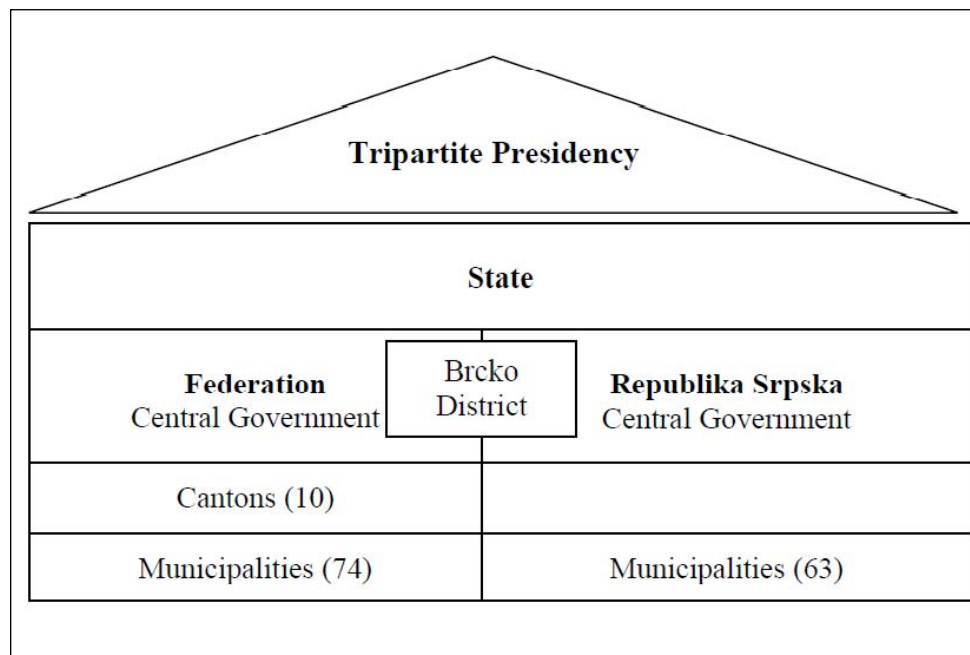 Tripartite Presidency
State
Federation
Central Government
Brcko
District
Republika Srpska
Central Government
Cantons (10)
Municipalities (74)
Municipalities (63)